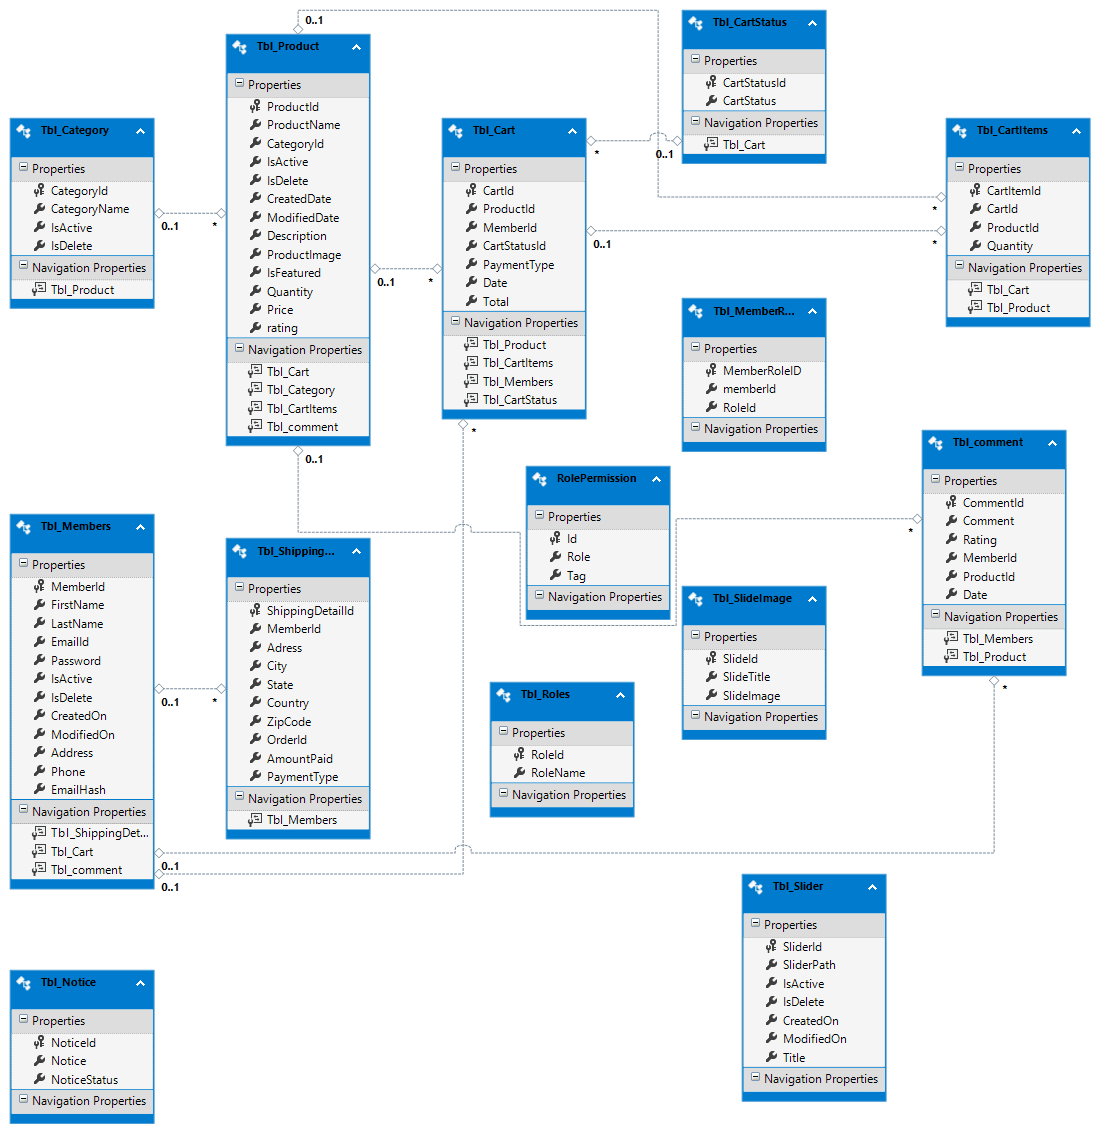 Tbl_Product
Properties
ProductId
ProductName
CategoryId
IsActive
IsDelete
CreatedDate
ModifiedDate
Description
ProductImage
IsFeatured
Quantity
Price
rating
Navigation Properties
Tbl_Cart
Tbl_Category
Tbl_CartItems
Tbl_comment
0..1
0..1
0..1
*
Tbl_CartStatus
Properties
CartStatusId
CartStatus
Navigation Properties
Tbl_Cart
0..1
Tbl_Category
Properties
CategoryId
CategoryName
IsActive
IsDelete
Navigation Properties
Tbl_Product
0..1
Tbl_Cart
Properties
CartId
ProductId
MemberId
CartStatusId
PaymentType
Date
Total
Navigation Properties
Tbl_Product
Tbl_CartItems
Tbl_Members
Tbl_CartStatus
*
0..1
*
*
Tbl_CartItems
Properties
CartItemId
CartId
ProductId
Quantity
Navigation Properties
Tbl_Cart
Tbl_Product
*
*
Tbl_MemberR...
Properties
MemberRoleID
memberId
RoleId
Navigation Properties
Tbl_comment
Properties
CommentId
Comment
Rating
MemberId
ProductId
Date
Navigation Properties
Tbl_Members
Tbl_Product
*
*
RolePermission
Properties
Id
Role
Tag
Navigation Properties
Tbl_Members
Properties
MemberId
FirstName
LastName
EmailId
Password
IsActive
IsDelete
CreatedOn
ModifiedOn
Address
Phone
EmailHash
Navigation Properties
Tbl_ShippingDet...
Tbl_Cart
Tbl_comment
0..1
0..1
0..1
Tbl_Shipping...
Properties
ShippingDetailId
MemberId
Adress
City
State
Country
ZipCode
OrderId
AmountPaid
PaymentType
Navigation Properties
Tbl_Members
*
Tbl_SlideImage
Properties
SlideId
SlideTitle
SlideImage
Navigation Properties
Tbl_Roles
Properties
RoleId
RoleName
Navigation Properties
Tbl_Slider
Properties
SliderId
SliderPath
IsActive
IsDelete
CreatedOn
ModifiedOn
Title
Navigation Properties
Tbl_Notice
Properties
NoticeId
Notice
NoticeStatus
Navigation Properties